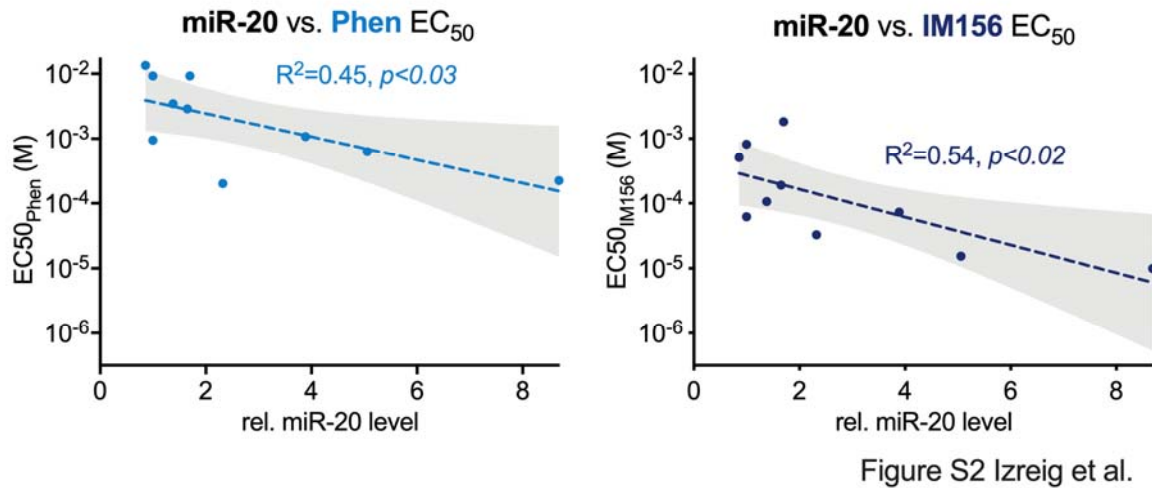 miR-20 vs. Phen EC50
R2=0.45, p<0.03
EC50Phen (M)
10-2
10-3
10-4
10-5
10-6
0 2 4 6 8
rel. miR-20 level
miR-20 vs. IM156 EC50
R2=0.54, p<0.02
EC50IM156 (M)
10-2
10-3
10-4
10-5
10-6
0 2 4 6 8
rel. miR-20 level
Figure S2 Izreig et al.